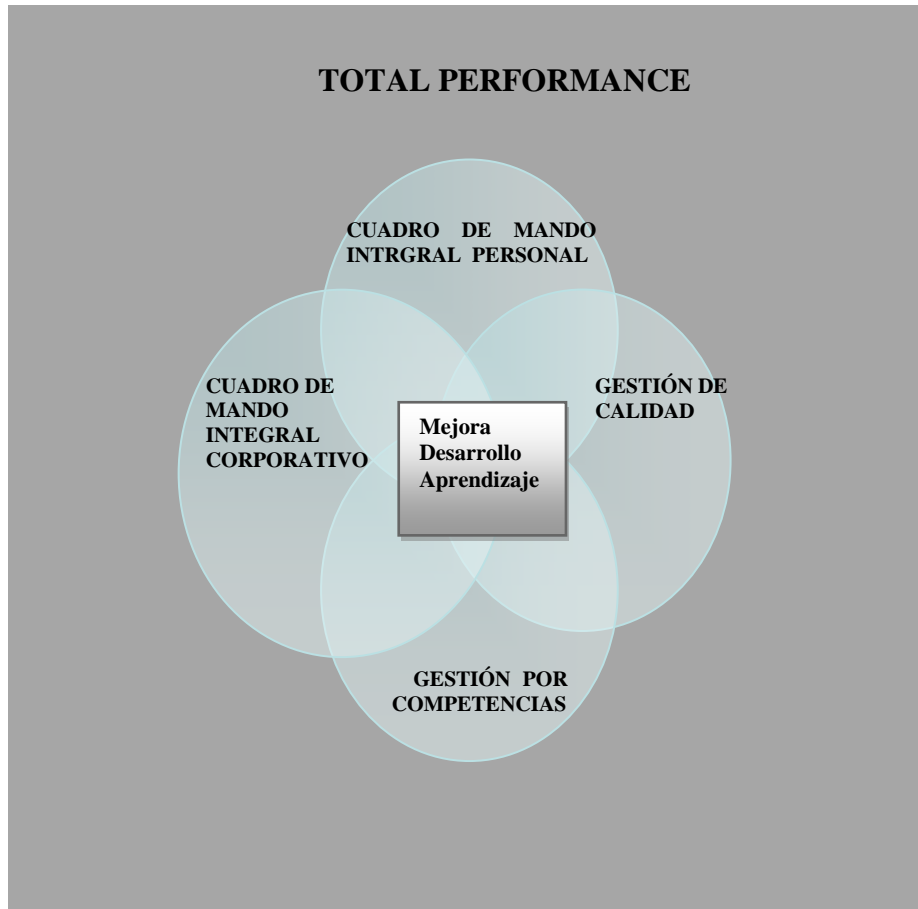 TOTAL PERFORMANCE
CUADRO DE MANDO
INTRGRAL PERSONAL
CUADRO DE
MANDO
INTEGRAL
CORPORATIVO
GESTIÓN DE
CALIDAD
Mejora
Desarrollo
Aprendizaje
GESTIÓN POR
COMPETENCIAS